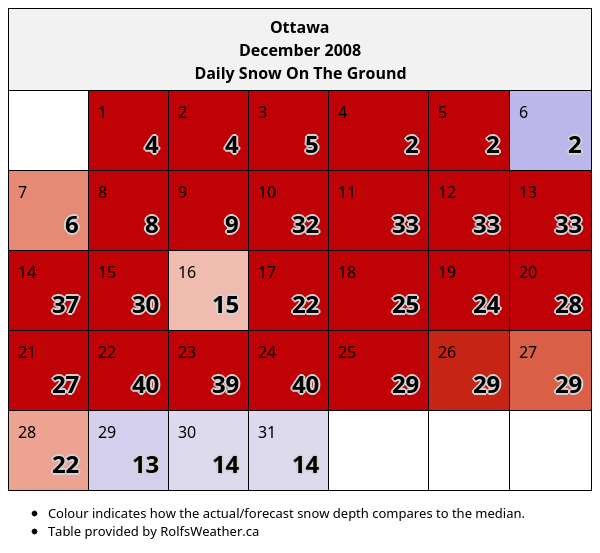 Ottawa
December 2008
Daily Snow On The Ground
1 2 3 4 5 6
4 4 5 2 2 2
7 8 9 10 11 12 13
6 8 9 32 33 33 33
14 15 16 17 18 19 20
37 30 15 22 25 24 28
21 22 23 24 25 26 27
27 40 39 40 29 29 29
28 29 30 31
22 13 14 14
• Colour indicates how the actual/forecast snow depth compares to the median.
• Table provided by RolfsWeather.ca